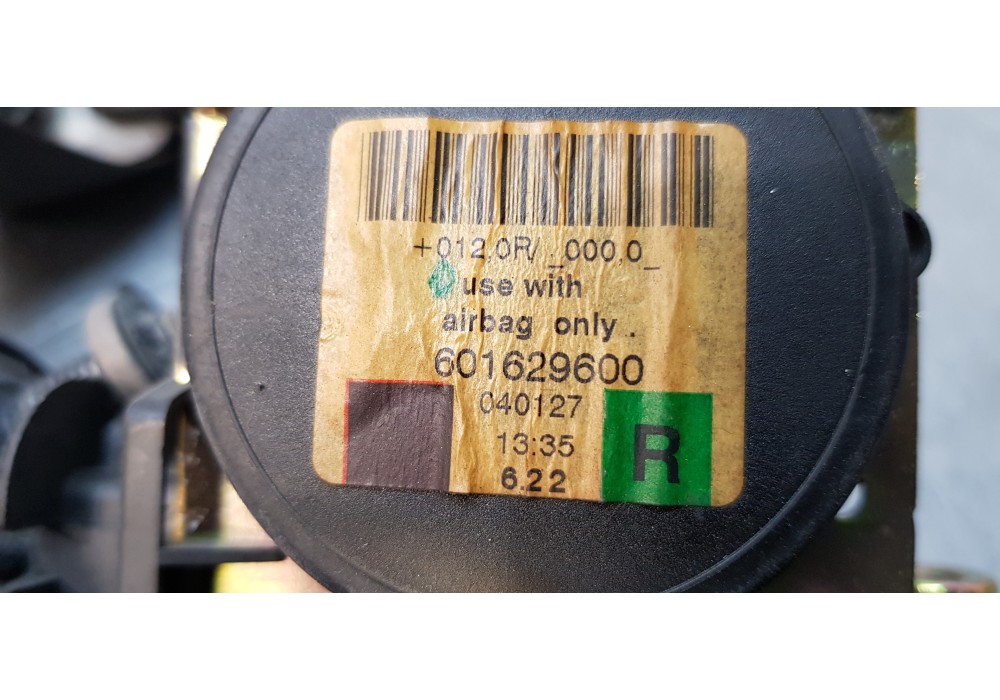 +012.0R/ _000.0_
use with
airbag only .
601629600
040127
13:35
6.22
R